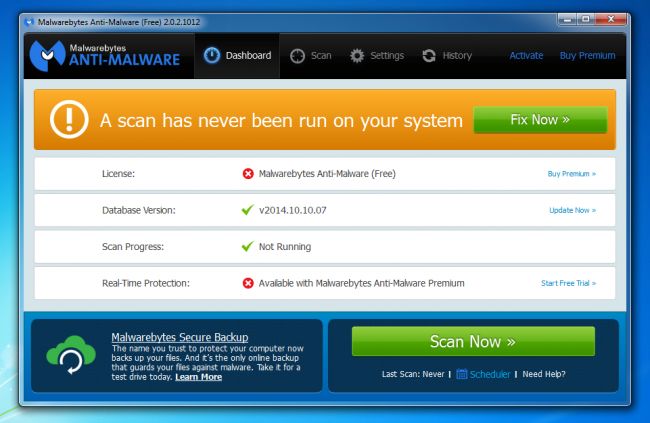 Malwarebytes Anti-Malware (Free) 2.0.2.1012
Malwarebytes
ANTI-MALWARE
Dashboard
Scan
Settings
History
Activate
Buy Premium
A scan has never been run on your system
Fix Now »
License:
Malwarebytes Anti-Malware (Free)
Buy Premium »
Database Version:
v2014.10.10.07
Update Now »
Scan Progress:
Not Running
Real-Time Protection:
Available with Malwarebytes Anti-Malware Premium
Start Free Trial »
Malwarebytes Secure Backup
The name you trust to protect your computer now
backs up your files. And it's the only online backup
that guards your files against malware. Take it for a
test drive today. Learn More
Scan Now »
Last Scan: Never | Scheduler | Need Help?